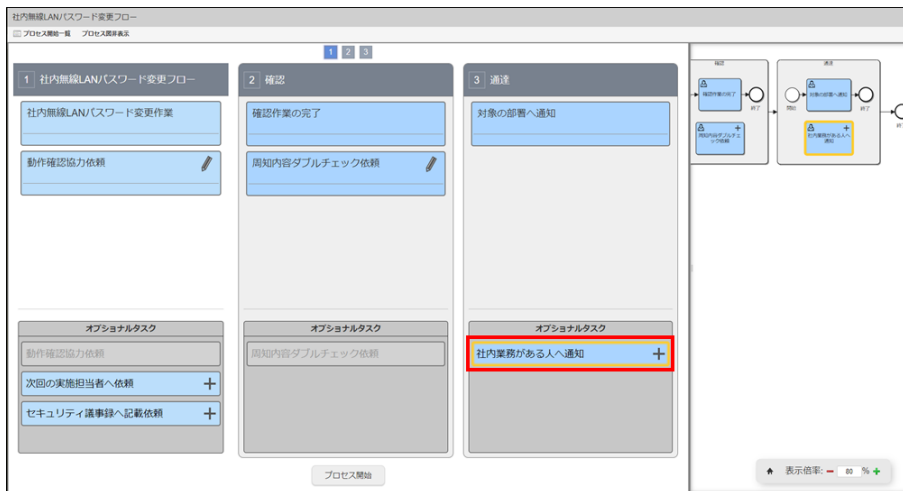 社内無線LANパスワード変更フロー
プロセス開始一覧 プロセス図非表示
1 2 3
1 社内無線LANパスワード変更フロー
社内無線LANパスワード変更作業
動作確認協力依頼
オプショナルタスク
動作確認協力依頼
次回の実施担当者へ依頼 +
セキュリティ議事録へ記載依頼 +
2 確認
確認作業の完了
周知内容ダブルチェック依頼
オプショナルタスク
周知内容ダブルチェック依頼
3 通達
対象の部署へ通知
オプショナルタスク
社内業務がある人へ通知 +
プロセス開始
確認
確認作業の完了
終了
周知内容ダブルチェ
ック依頼
通達
開始
対象の部署へ通知
終了
社内業務がある人へ
通知
表示倍率: − 80 % +